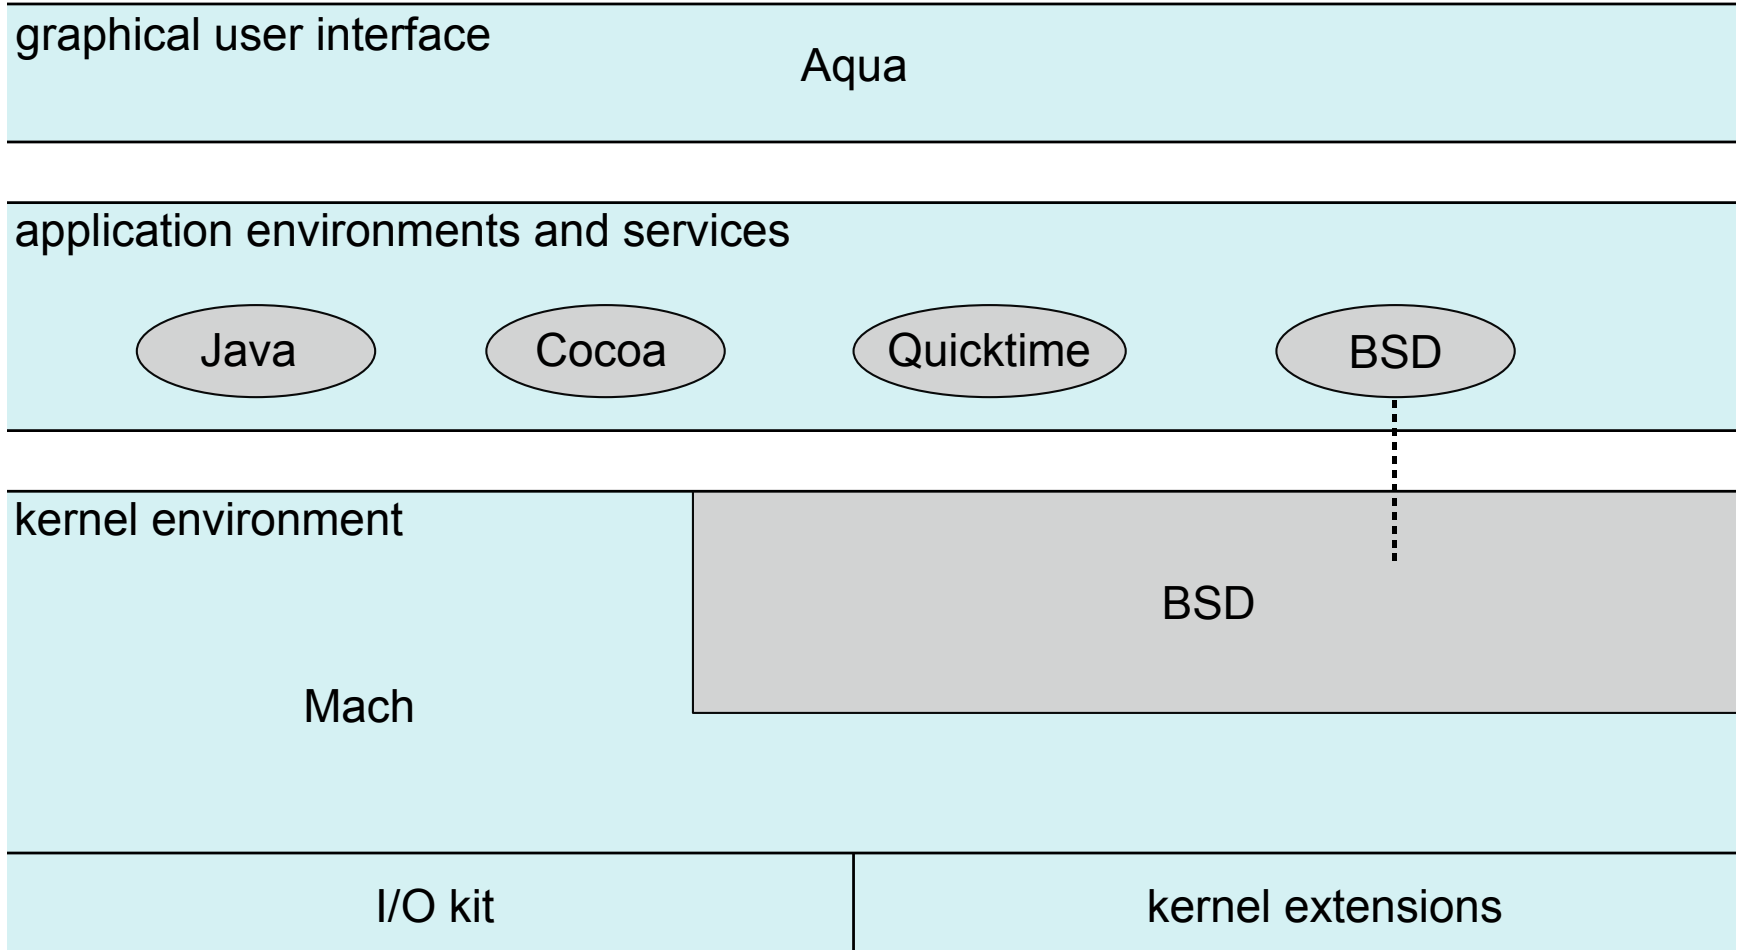 graphical user interface
Aqua
application environments and services
Java
Cocoa
Quicktime
BSD
kernel environment
BSD
Mach
I/O kit
kernel extensions